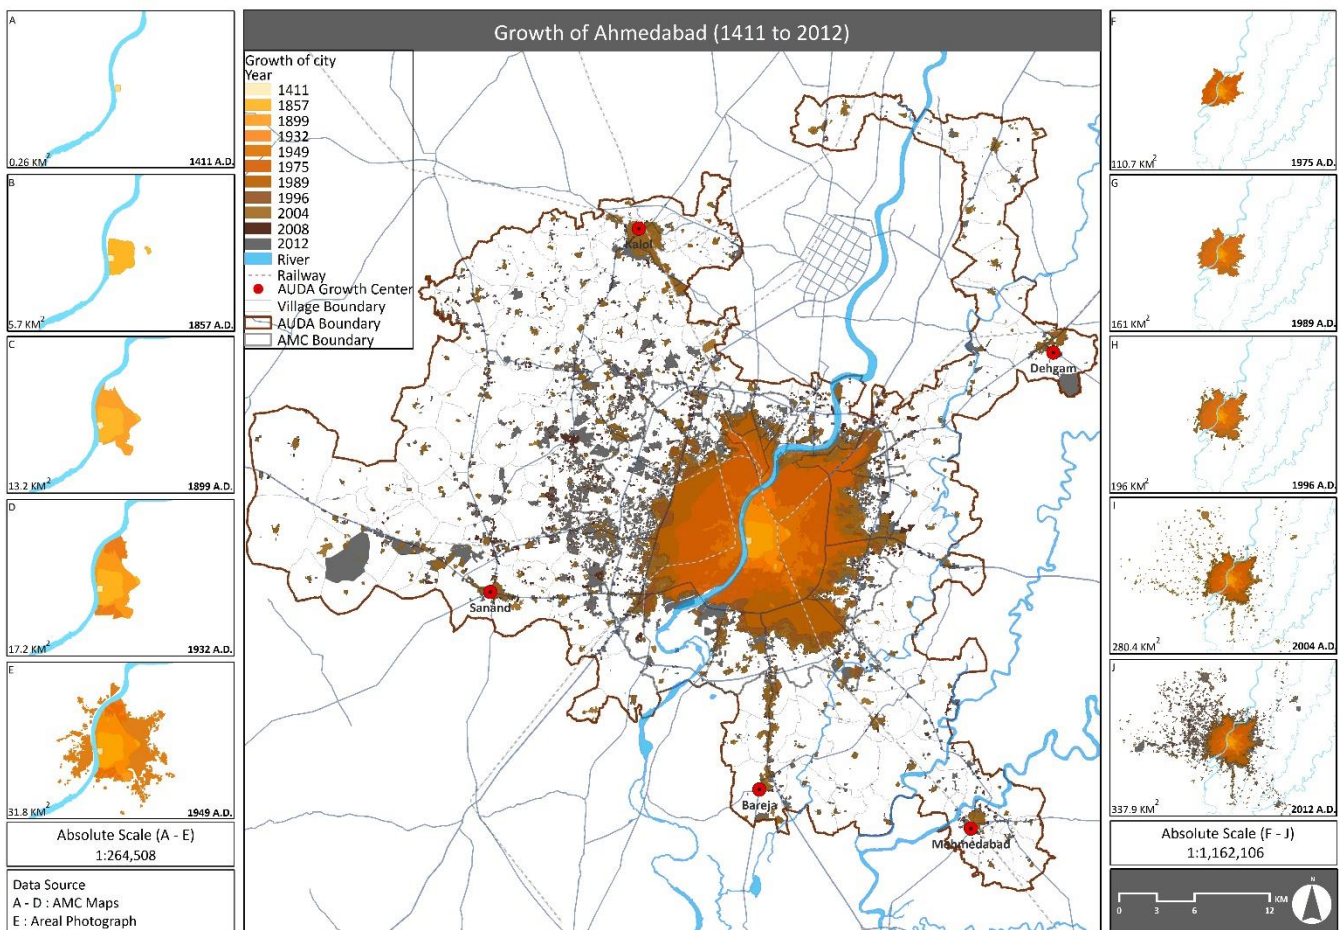 Growth of Ahmedabad (1411 to 2012)
A
0.26 KM²
1411 A.D.
B
5.7 KM²
1857 A.D.
C
13.2 KM²
1899 A.D.
D
17.2 KM²
1932 A.D.
E
31.8 KM²
1949 A.D.
Absolute Scale (A - E)
1:264,508
Data Source
A - D : AMC Maps
E : Areal Photograph
Growth of city
Year
1411
1857
1899
1932
1949
1975
1989
1996
2004
2008
2012
River
Railway
AUDA Growth Center
Village Boundary
AUDA Boundary
AMC Boundary
Kalol
Dehgam
Sanand
Bareja
Mehmedabad
F
110.7 KM²
1975 A.D.
G
161 KM²
1989 A.D.
H
196 KM²
1996 A.D.
I
280.4 KM²
2004 A.D.
J
337.9 KM²
2012 A.D.
Absolute Scale (F - J)
1:1,162,106
KM
0 3 6 12
N